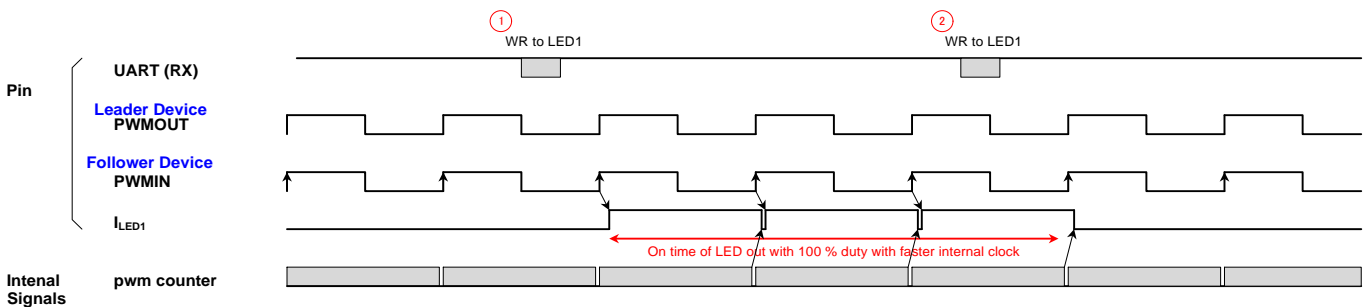 1
2
WR to LED1
WR to LED1
UART (RX)
Pin
Leader Device
PWMOUT
Follower Device
PWMIN
ILED1
On time of LED out with 100 % duty with faster internal clock
Intenal
Signals
pwm counter